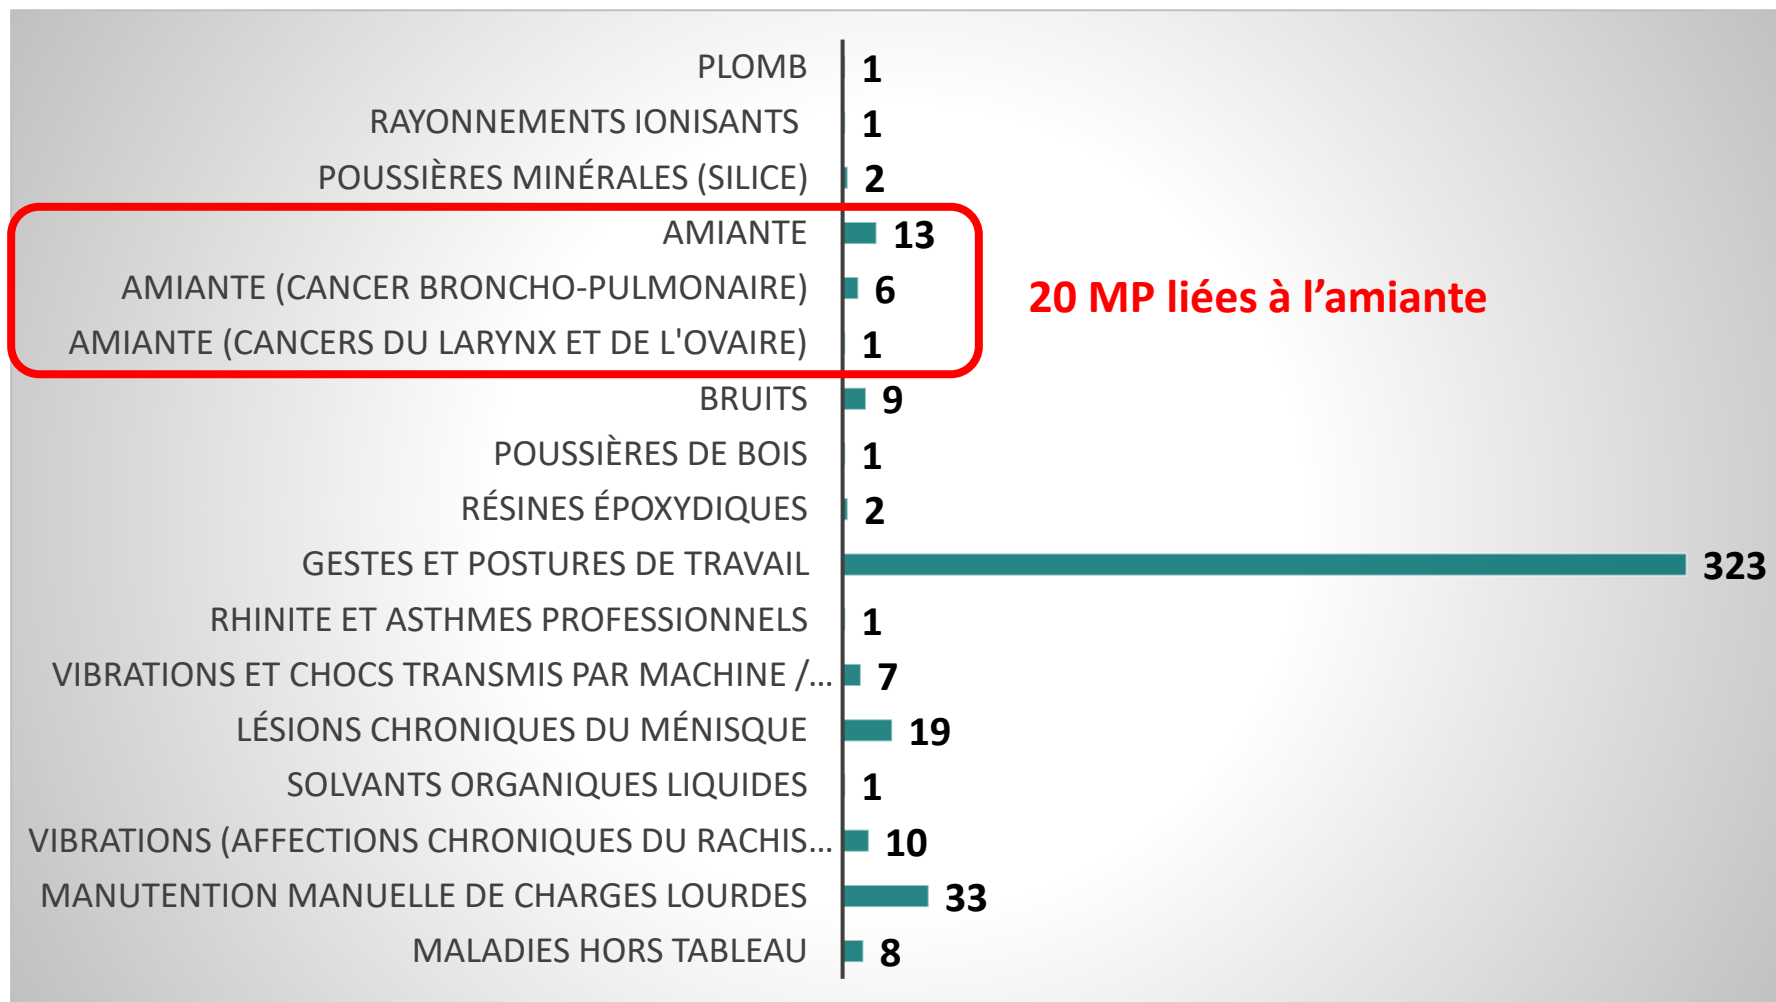 PLOMB 1
RAYONNEMENTS IONISANTS 1
POUSSIÈRES MINÉRALES (SILICE) 2
AMIANTE 13
AMIANTE (CANCER BRONCHO-PULMONAIRE) 6
20 MP liées à l’amiante
AMIANTE (CANCERS DU LARYNX ET DE L'OVAIRE) 1
BRUITS 9
POUSSIÈRES DE BOIS 1
RÉSINES ÉPOXYDIQUES 2
GESTES ET POSTURES DE TRAVAIL 323
RHINITE ET ASTHMES PROFESSIONNELS 1
VIBRATIONS ET CHOCS TRANSMIS PAR MACHINE /… 7
LÉSIONS CHRONIQUES DU MÉNISQUE 19
SOLVANTS ORGANIQUES LIQUIDES 1
VIBRATIONS (AFFECTIONS CHRONIQUES DU RACHIS… 10
MANUTENTION MANUELLE DE CHARGES LOURDES 33
MALADIES HORS TABLEAU 8